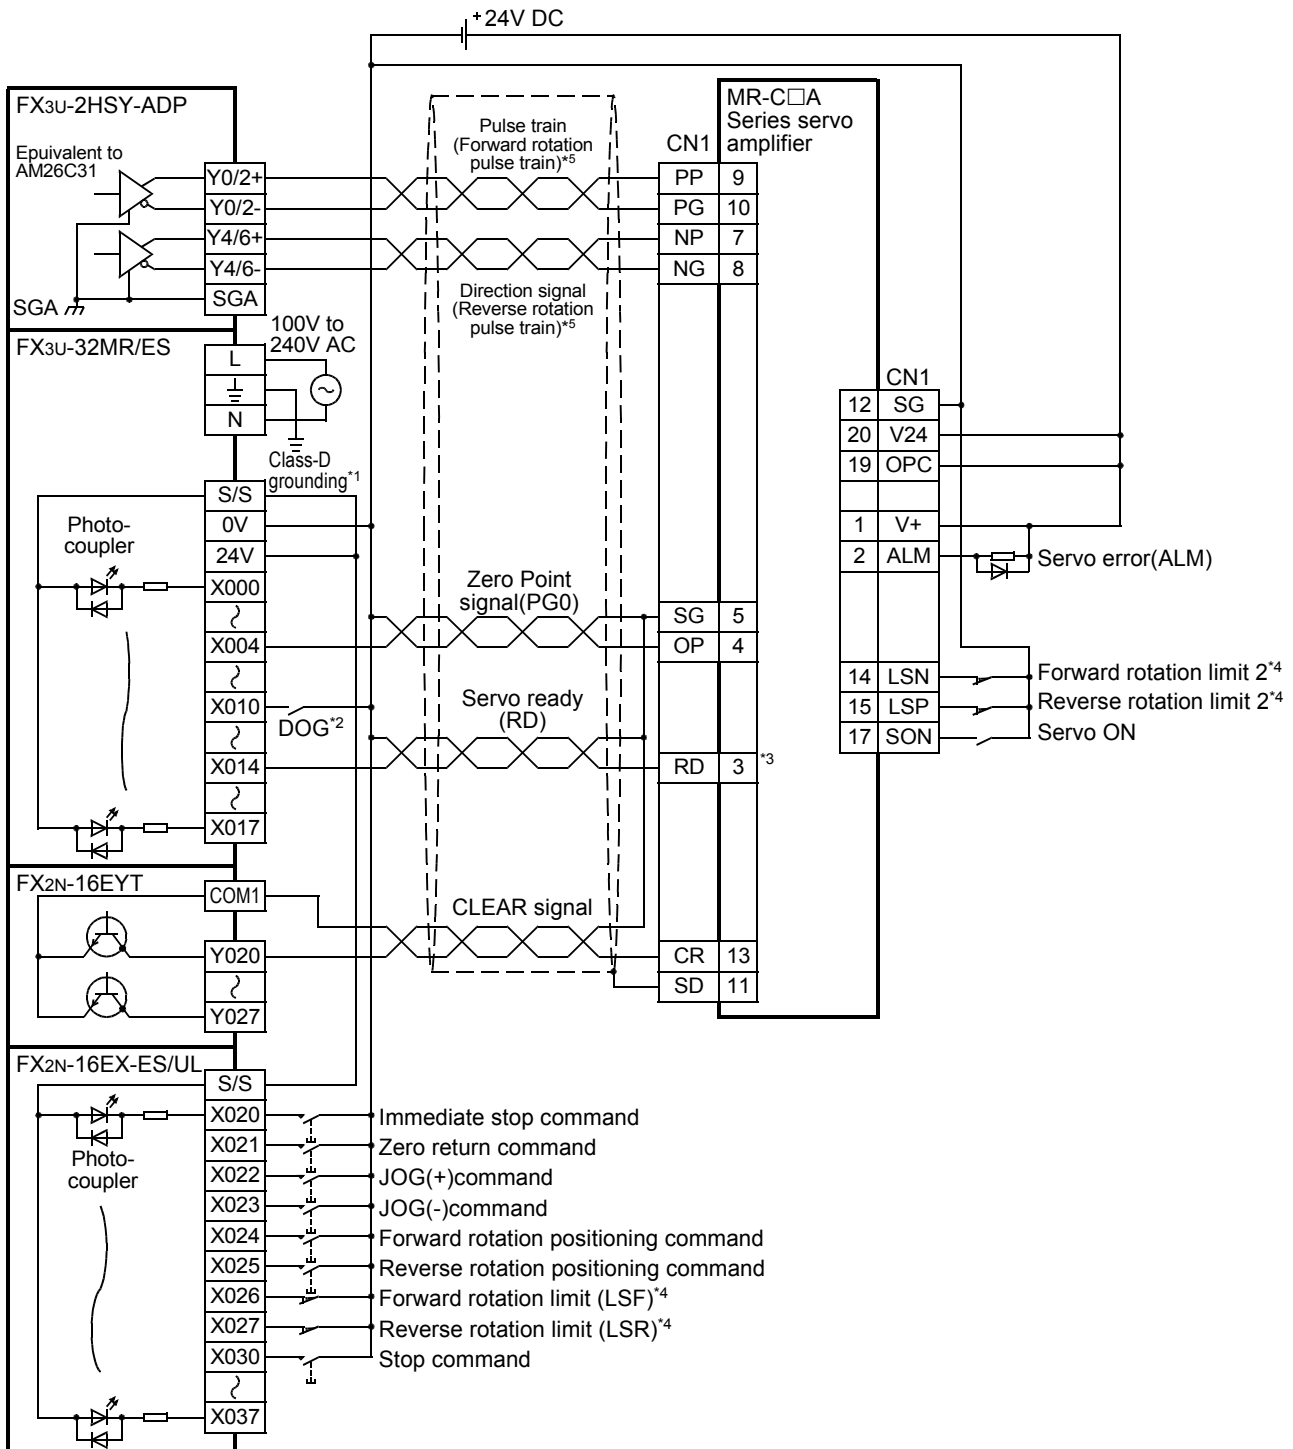 +24V DC
FX3U-2HSY-ADP
Epuivalent to
AM26C31
Y0/2+
Y0/2-
Y4/6+
Y4/6-
SGA
SGA
Pulse train
(Forward rotation
pulse train)*5
Direction signal
(Reverse rotation
pulse train)*5
CN1
MR-C□A
Series servo
amplifier
PP 9
PG 10
NP 7
NG 8
FX3U-32MR/ES
100V to
240V AC
L
N
Class-D
grounding*1
S/S
0V
24V
X000
X004
X010
X014
X017
Photo-
coupler
DOG*2
Zero Point
signal(PG0)
Servo ready
(RD)
SG 5
OP 4
RD 3 *3
CN1
12 SG
20 V24
19 OPC
1 V+
2 ALM
Servo error(ALM)
14 LSN
Forward rotation limit 2*4
15 LSP
Reverse rotation limit 2*4
17 SON
Servo ON
FX2N-16EYT
COM1
Y020
Y027
CLEAR signal
CR 13
SD 11
FX2N-16EX-ES/UL
S/S
Photo-
coupler
X020 Immediate stop command
X021 Zero return command
X022 JOG(+)command
X023 JOG(-)command
X024 Forward rotation positioning command
X025 Reverse rotation positioning command
X026 Forward rotation limit (LSF)*4
X027 Reverse rotation limit (LSR)*4
X030 Stop command
X037